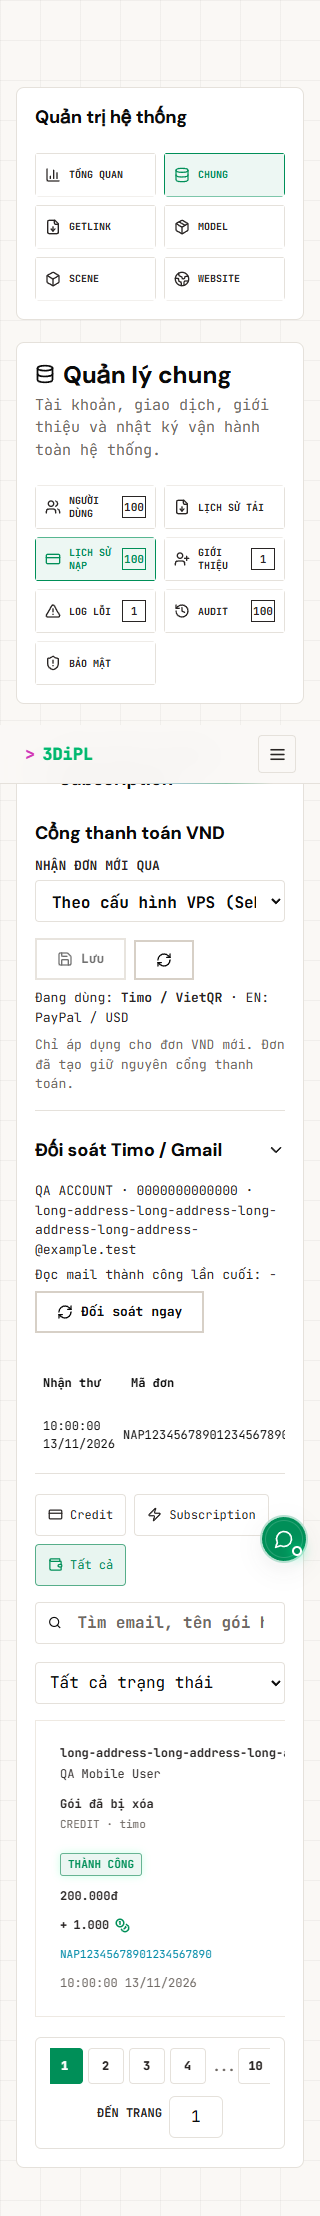 Quản trị hệ thống
TỔNG QUAN
CHUNG
GETLINK
MODEL
SCENE
WEBSITE
Quản lý chung
Tài khoản, giao dịch, giới
thiệu và nhật ký vận hành
toàn hệ thống.
NGƯỜI
DÙNG
100
LỊCH SỬ TẢI
LỊCH SỬ
NẠP
100
GIỚI
THIỆU
1
LOG LỖI
1
AUDIT
100
BẢO MẬT
> 3DiPL
Cổng thanh toán VND
NHẬN ĐƠN MỚI QUA
Theo cấu hình VPS (Se
Lưu
Đang dùng: Timo / VietQR · EN:
PayPal / USD
Chỉ áp dụng cho đơn VND mới. Đơn
đã tạo giữ nguyên cổng thanh
toán.
Đối soát Timo / Gmail
QA ACCOUNT · 0000000000000 ·
long-address-long-address-long-
address-long-address-
@example.test
Đọc mail thành công lần cuối: -
Đối soát ngay
Nhận thư
Mã đơn
10:00:00
13/11/2026
NAP12345678901234567890
Credit
Subscription
Tất cả
Tìm email, tên gói h
Tất cả trạng thái
long-address-long-address-long-a
QA Mobile User
Gói đã bị xóa
CREDIT · timo
THÀNH CÔNG
200.000đ
+ 1.000
NAP12345678901234567890
10:00:00 13/11/2026
1
2
3
4
...
10
ĐẾN TRANG
1